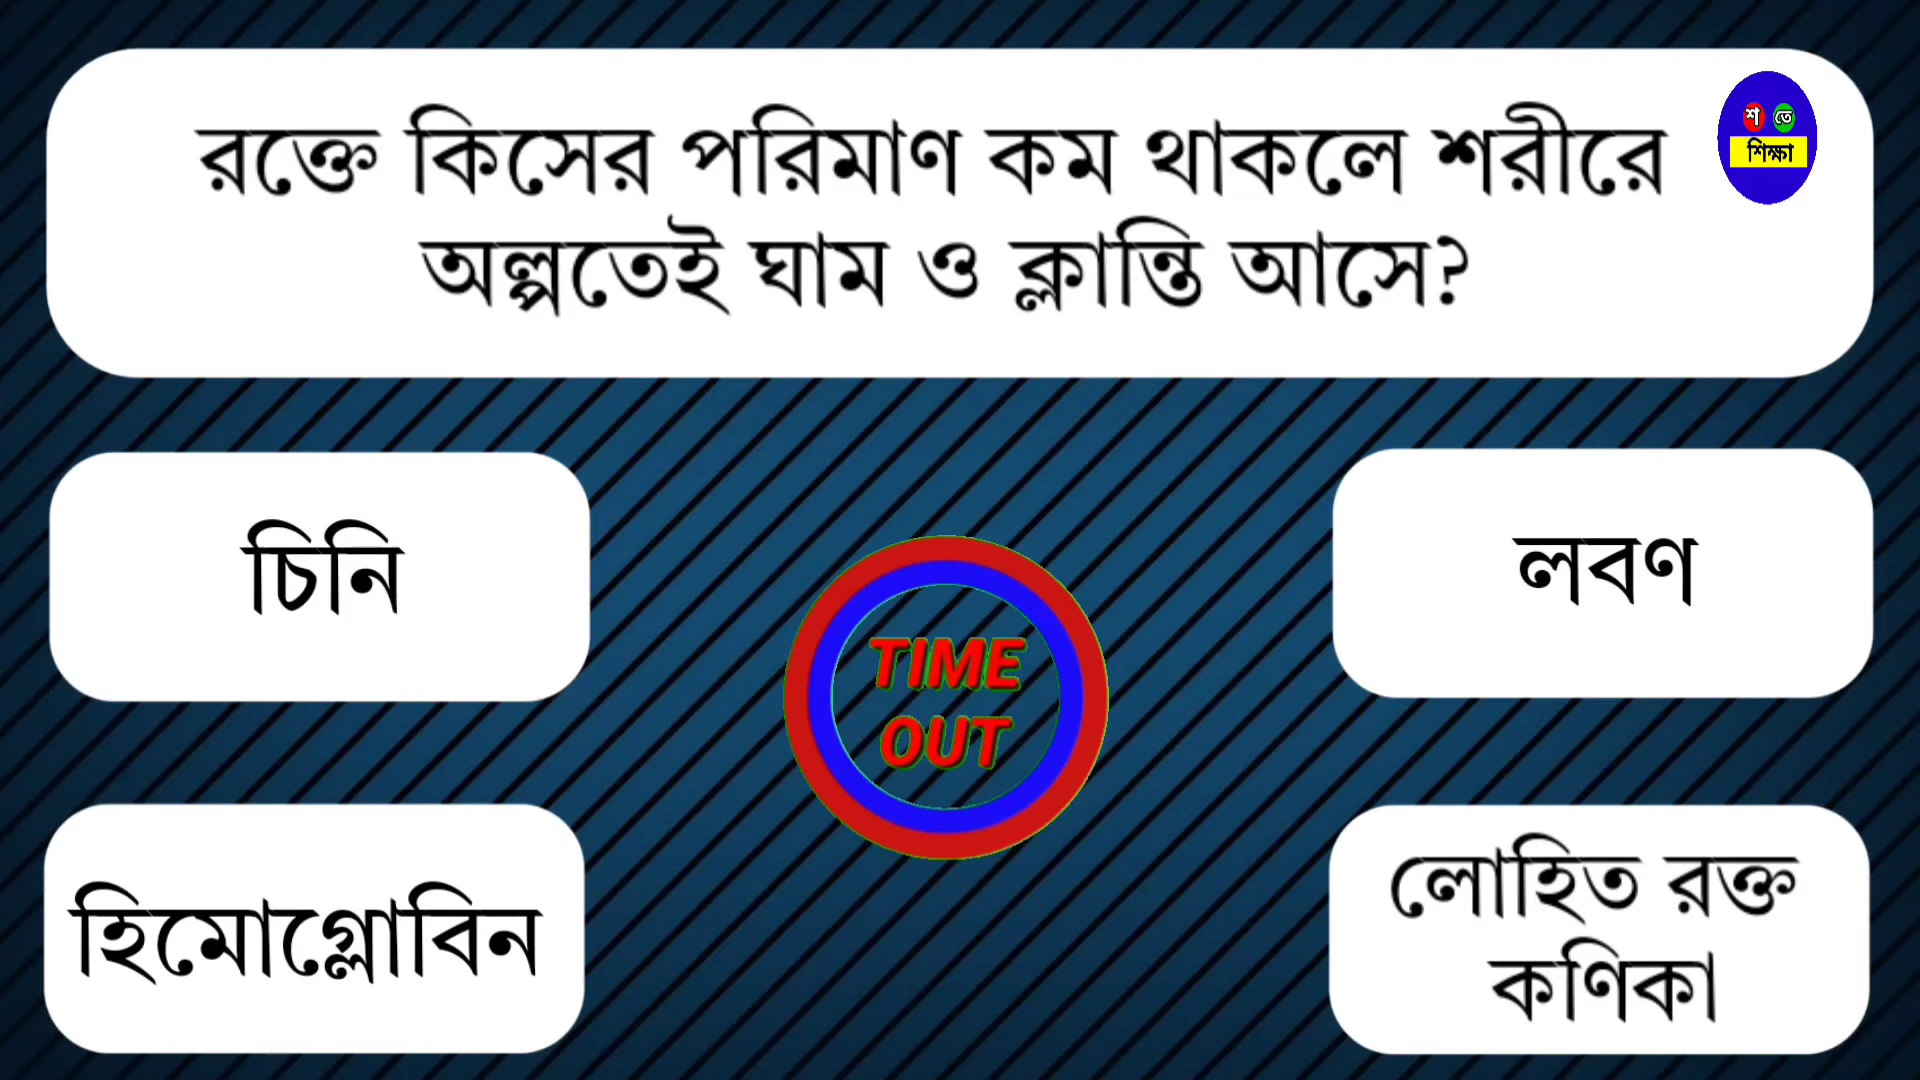 রক্তে কিসের পরিমাণ কম থাকলে শরীরে
অল্পতেই ঘাম ও ক্লান্তি আসে?
শ তে
শিক্ষা
চিনি
লবণ
TIME
OUT
হিমোগ্লোবিন
লোহিত রক্ত
কণিকা